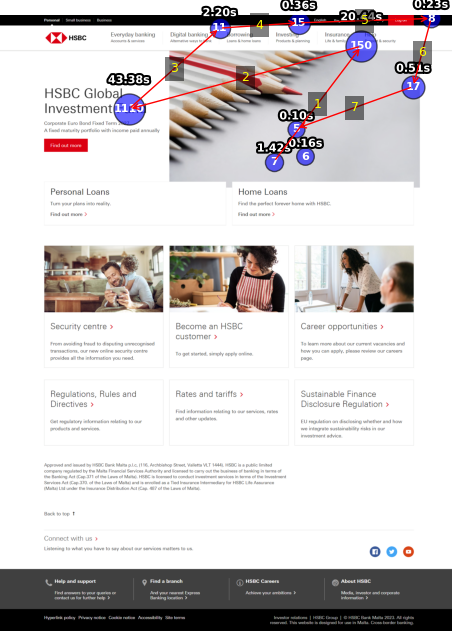 Personal Small business Business
Log on
HSBC
Everyday banking
Accounts & services
Digital banking
Borrowing
Loans & home loans
Investing
Products & planning
Insurance
HSBC Global
Investment
Corporate Euro Bond Fixed Term
A fixed maturity portfolio with income paid annually
Find out more
2.20s
0.36s
0.23s
11
4
15
5
8
150
3
6
43.38s
2
0.51s
1115
17
1
7
0.10s
5
0.16s
7
6
Personal Loans
Turn your plans into reality.
Find out more >
Home Loans
Find the perfect forever home with HSBC.
Find out more >
Security centre >
From avoiding fraud to disputing unrecognised
transactions, our new online security centre
provides all the information you need.
Become an HSBC
customer >
To get started, simply apply online.
Career opportunities >
To learn more about our current vacancies and
how you can apply, please review our careers
page.
Regulations, Rules and
Directives >
Get regulatory information relating to our
products and services.
Rates and tariffs >
Find information relating to our services, rates
and other updates.
Sustainable Finance
Disclosure Regulation >
EU regulation on disclosing whether and how
we integrate sustainability risks in our
investment advice.
Approved and issued by HSBC Bank Malta p.l.c. (116, Archbishop Street, Valletta VLT 1444), HSBC is a public limited
company regulated by the Malta Financial Services Authority and licensed to carry out the business of banking in terms of
the Banking Act (Cap.371 of the Laws of Malta). HSBC is licensed to conduct investment services in terms of the Investment
Services Act (Cap.370. of the Laws of Malta) and is enrolled as a Tied Insurance Intermediary for HSBC Life Assurance
(Malta) Ltd under the Insurance Distribution Act (Cap. 487 of the Laws of Malta).
Back to top ↑
Connect with us >
Listening to what you have to say about our services matters to us.
Help and support
Find answers to your queries or
contact us for further help >
Find a branch
Find your nearest Express
Banking location >
HSBC Careers
Achieve your ambitions >
About HSBC
Media, investor and corporate
information >
Hyperlink policy Privacy notice Cookie notice Accessibility Site terms
Investor relations | HSBC Group | © HSBC Bank Malta 2023. All rights
reserved. This website is designed for use in Malta. Cross-border banking.